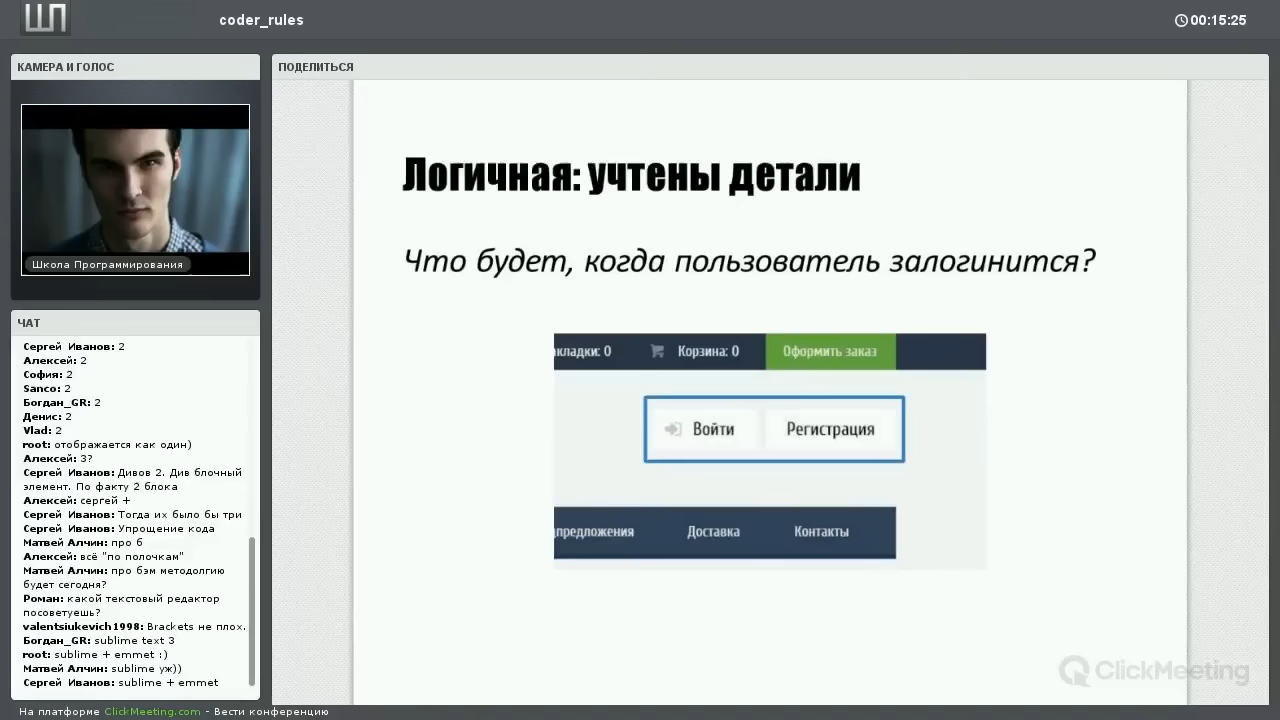 ШП
coder_rules
00:15:25
КАМЕРА И ГОЛОС
Школа Программирования
ЧАТ
Сергей Иванов: 2
Алексей: 2
София: 2
Sanco: 2
Богдан_GR: 2
Денис: 2
Vlad: 2
root: отображается как один)
Алексей: 3?
Сергей Иванов: Дивов 2. Див блочный
элемент. По факту 2 блока
Алексей: сергей +
Сергей Иванов: Тогда их было бы три
Сергей Иванов: Упрощение кода
Матвей Алчин: про б
Алексей: всё "по полочкам"
Матвей Алчин: про бэм методолгию
будет сегодня?
Роман: какой текстовый редактор
посоветуешь?
valentsiukevich1998: Brackets не плох.
Богдан_GR: sublime text 3
root: sublime + emmet :)
Матвей Алчин: sublime уж))
Сергей Иванов: sublime + emmet
ПОДЕЛИТЬСЯ
Логичная: учтены детали
Что будет, когда пользователь залогинится?
акладки: 0 Корзина: 0 Оформить заказ
Войти Регистрация
цпредложения Доставка Контакты
ClickMeeting
На платформе ClickMeeting.com - Вести конференцию